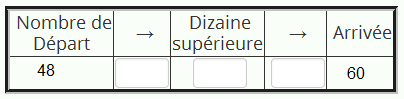 Nombre de Départ → Dizaine supérieure → Arrivée
48 60